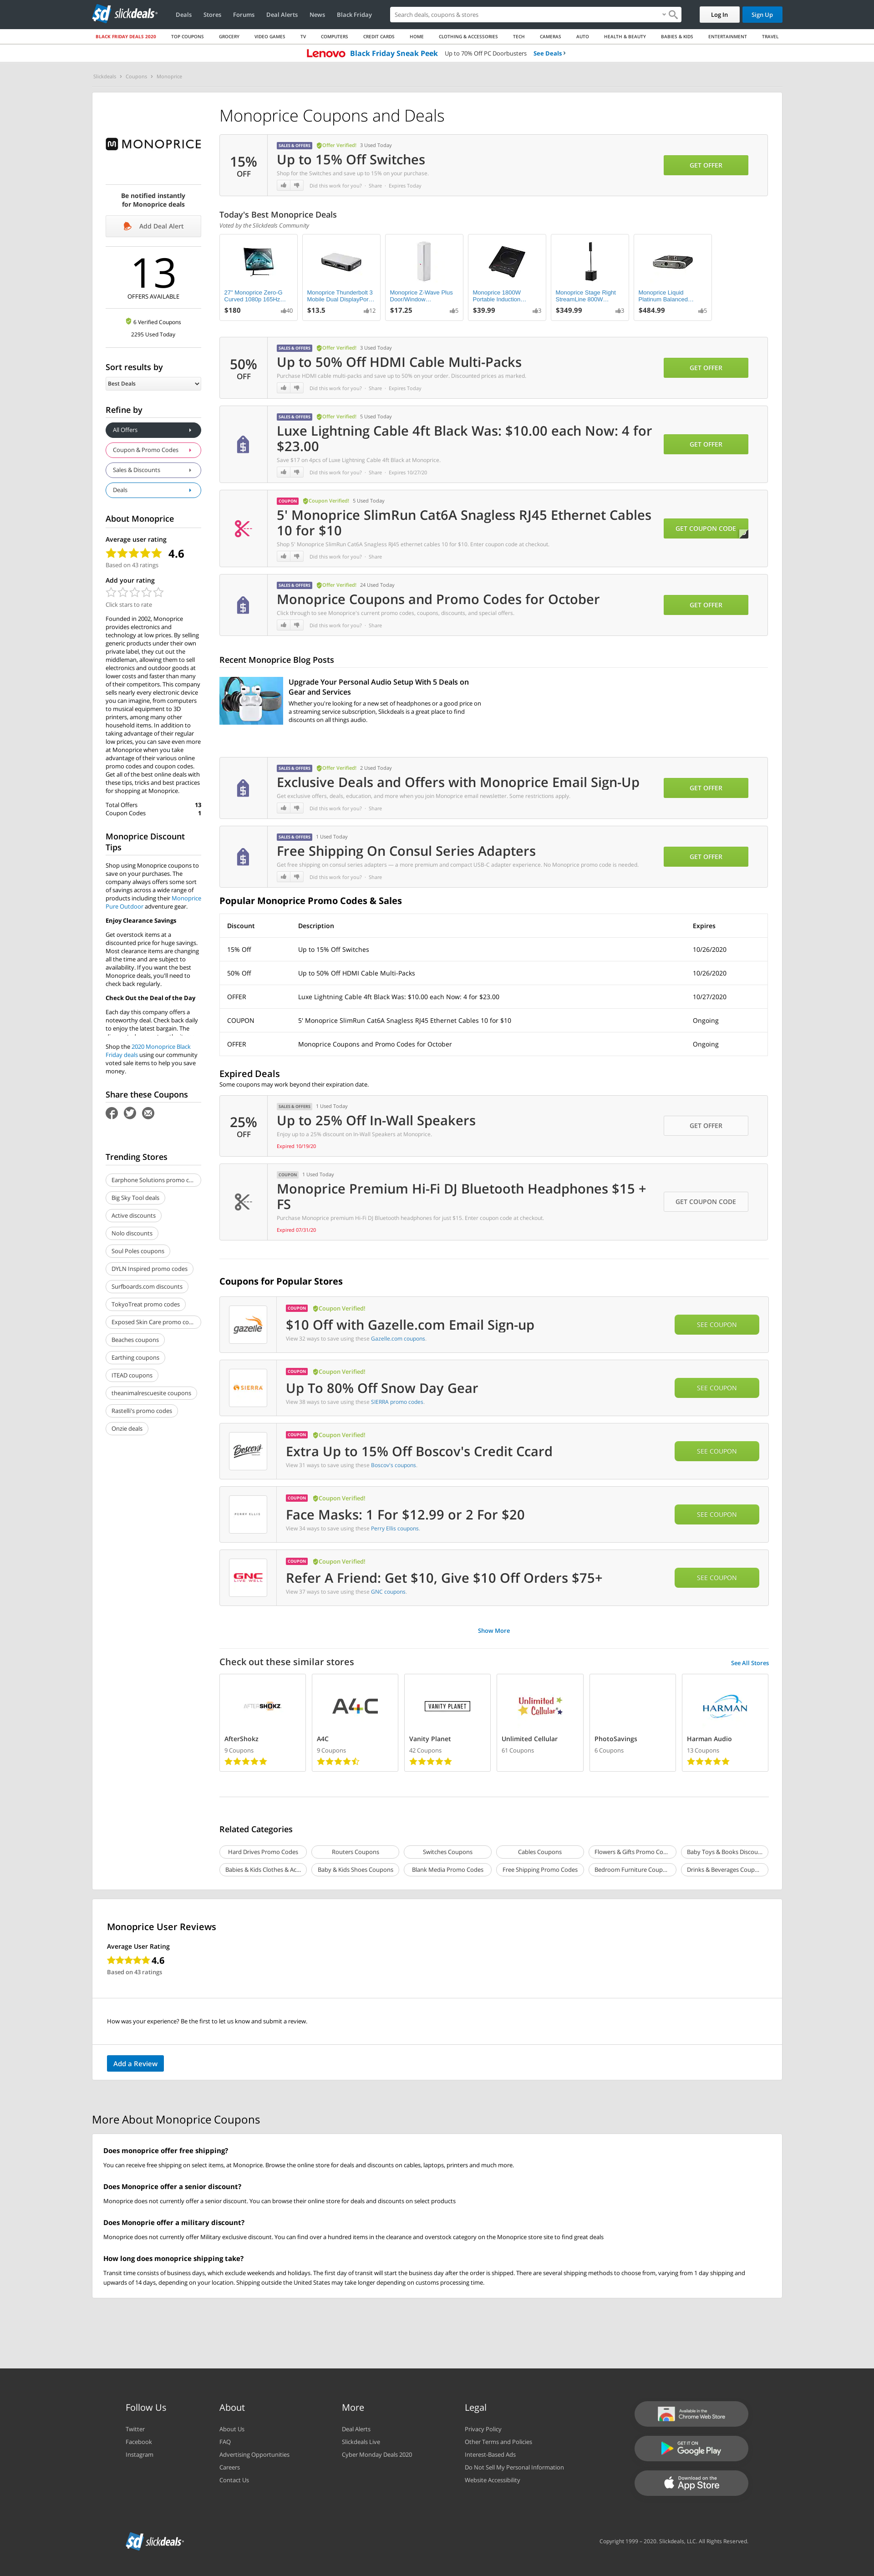 sd slickdeals
Deals Stores Forums Deal Alerts News Black Friday
Search deals, coupons & stores
Log In
Sign Up
BLACK FRIDAY DEALS 2020 TOP COUPONS GROCERY VIDEO GAMES TV COMPUTERS CREDIT CARDS HOME CLOTHING & ACCESSORIES TECH CAMERAS AUTO HEALTH & BEAUTY BABIES & KIDS ENTERTAINMENT TRAVEL
Lenovo Black Friday Sneak Peek Up to 70% Off PC Doorbusters See Deals ›
Slickdeals › Coupons › Monoprice
MONOPRICE
Be notified instantly
for Monoprice deals
Add Deal Alert
13
OFFERS AVAILABLE
6 Verified Coupons
2295 Used Today
Sort results by
Best Deals
Refine by
All Offers
Coupon & Promo Codes
Sales & Discounts
Deals
About Monoprice
Average user rating
4.6
Based on 43 ratings
Add your rating
Click stars to rate
Founded in 2002, Monoprice
provides electronics and
technology at low prices. By selling
generic products under their own
private label, they cut out the
middleman, allowing them to sell
electronics and outdoor goods at
lower costs and faster than many
of their competitors. This company
sells nearly every electronic device
you can imagine, from computers
to musical equipment to 3D
printers, among many other
household items. In addition to
taking advantage of their regular
low prices, you can save even more
at Monoprice when you take
advantage of their various online
promo codes and coupon codes.
Get all of the best online deals with
these tips, tricks and best practices
for shopping at Monoprice.
Total Offers 13
Coupon Codes 1
Monoprice Discount
Tips
Shop using Monoprice coupons to
save on your purchases. The
company always offers some sort
of savings across a wide range of
products including their Monoprice
Pure Outdoor adventure gear.
Enjoy Clearance Savings
Get overstock items at a
discounted price for huge savings.
Most clearance items are changing
all the time and are subject to
availability. If you want the best
Monoprice deals, you'll need to
check back regularly.
Check Out the Deal of the Day
Each day this company offers a
noteworthy deal. Check back daily
to enjoy the latest bargain. The
Shop the 2020 Monoprice Black
Friday deals using our community
voted sale items to help you save
money.
Share these Coupons
Trending Stores
Earphone Solutions promo c...
Big Sky Tool deals
Active discounts
Nolo discounts
Soul Poles coupons
DYLN Inspired promo codes
Surfboards.com discounts
TokyoTreat promo codes
Exposed Skin Care promo co...
Beaches coupons
Earthing coupons
ITEAD coupons
theanimalrescuesite coupons
Rastelli's promo codes
Onzie deals
Monoprice Coupons and Deals
15%
OFF
SALES & OFFERS Offer Verified! 3 Used Today
Up to 15% Off Switches
Shop for the Switches and save up to 15% on your purchase.
Did this work for you? · Share · Expires Today
GET OFFER
Today's Best Monoprice Deals
Voted by the Slickdeals Community
27" Monoprice Zero-G
Curved 1080p 165Hz...
$180 40
Monoprice Thunderbolt 3
Mobile Dual DisplayPor...
$13.5 12
Monoprice Z-Wave Plus
Door/Window...
$17.25 5
Monoprice 1800W
Portable Induction...
$39.99 3
Monoprice Stage Right
StreamLine 800W...
$349.99 3
Monoprice Liquid
Platinum Balanced...
$484.99 5
50%
OFF
SALES & OFFERS Offer Verified! 3 Used Today
Up to 50% Off HDMI Cable Multi-Packs
Purchase HDMI cable multi-packs and save up to 50% on your order. Discounted prices as marked.
Did this work for you? · Share · Expires Today
GET OFFER
SALES & OFFERS Offer Verified! 5 Used Today
Luxe Lightning Cable 4ft Black Was: $10.00 each Now: 4 for
$23.00
Save $17 on 4pcs of Luxe Lightning Cable 4ft Black at Monoprice.
Did this work for you? · Share · Expires 10/27/20
GET OFFER
COUPON Coupon Verified! 5 Used Today
5' Monoprice SlimRun Cat6A Snagless RJ45 Ethernet Cables
10 for $10
Shop 5' Monoprice SlimRun Cat6A Snagless RJ45 ethernet cables 10 for $10. Enter coupon code at checkout.
Did this work for you? · Share
GET COUPON CODE
SALES & OFFERS Offer Verified! 24 Used Today
Monoprice Coupons and Promo Codes for October
Click through to see Monoprice's current promo codes, coupons, discounts, and special offers.
Did this work for you? · Share
GET OFFER
Recent Monoprice Blog Posts
Upgrade Your Personal Audio Setup With 5 Deals on
Gear and Services
Whether you're looking for a new set of headphones or a good price on
a streaming service subscription, Slickdeals is a great place to find
discounts on all things audio.
SALES & OFFERS Offer Verified! 2 Used Today
Exclusive Deals and Offers with Monoprice Email Sign-Up
Get exclusive offers, deals, education, and more when you join Monoprice email newsletter. Some restrictions apply.
Did this work for you? · Share
GET OFFER
SALES & OFFERS 1 Used Today
Free Shipping On Consul Series Adapters
Get free shipping on consul series adapters — a more premium and compact USB-C adapter experience. No Monoprice promo code is needed.
Did this work for you? · Share
GET OFFER
Popular Monoprice Promo Codes & Sales
Discount Description Expires
15% Off Up to 15% Off Switches 10/26/2020
50% Off Up to 50% Off HDMI Cable Multi-Packs 10/26/2020
OFFER Luxe Lightning Cable 4ft Black Was: $10.00 each Now: 4 for $23.00 10/27/2020
COUPON 5' Monoprice SlimRun Cat6A Snagless RJ45 Ethernet Cables 10 for $10 Ongoing
OFFER Monoprice Coupons and Promo Codes for October Ongoing
Expired Deals
Some coupons may work beyond their expiration date.
25%
OFF
SALES & OFFERS 1 Used Today
Up to 25% Off In-Wall Speakers
Enjoy up to a 25% discount on In Wall Speakers at Monoprice.
Expired 10/19/20
GET OFFER
COUPON 1 Used Today
Monoprice Premium Hi-Fi DJ Bluetooth Headphones $15 +
FS
Purchase Monoprice premium Hi-Fi DJ Bluetooth headphones for just $15. Enter coupon code at checkout.
Expired 07/31/20
GET COUPON CODE
Coupons for Popular Stores
gazelle
COUPON Coupon Verified!
$10 Off with Gazelle.com Email Sign-up
View 32 ways to save using these Gazelle.com coupons.
SEE COUPON
SIERRA
COUPON Coupon Verified!
Up To 80% Off Snow Day Gear
View 38 ways to save using these SIERRA promo codes.
SEE COUPON
Boscov's
COUPON Coupon Verified!
Extra Up to 15% Off Boscov's Credit Ccard
View 31 ways to save using these Boscov's coupons.
SEE COUPON
PERRY ELLIS
COUPON Coupon Verified!
Face Masks: 1 For $12.99 or 2 For $20
View 34 ways to save using these Perry Ellis coupons.
SEE COUPON
GNC
LIVE WELL
COUPON Coupon Verified!
Refer A Friend: Get $10, Give $10 Off Orders $75+
View 37 ways to save using these GNC coupons.
SEE COUPON
Show More
Check out these similar stores
See All Stores
AFTERSHOKZ
AfterShokz
9 Coupons
A4C
A4C
9 Coupons
VANITY PLANET
Vanity Planet
42 Coupons
Unlimited
Cellular
Unlimited Cellular
61 Coupons
PhotoSavings
6 Coupons
HARMAN
Harman Audio
13 Coupons
Related Categories
Hard Drives Promo Codes Routers Coupons Switches Coupons Cables Coupons Flowers & Gifts Promo Co... Baby Toys & Books Discou...
Babies & Kids Clothes & Ac... Baby & Kids Shoes Coupons Blank Media Promo Codes Free Shipping Promo Codes Bedroom Furniture Coup... Drinks & Beverages Coup...
Monoprice User Reviews
Average User Rating
4.6
Based on 43 ratings
How was your experience? Be the first to let us know and submit a review.
Add a Review
More About Monoprice Coupons
Does monoprice offer free shipping?
You can receive free shipping on select items, at Monoprice. Browse the online store for deals and discounts on cables, laptops, printers and much more.
Does Monoprice offer a senior discount?
Monoprice does not currently offer a senior discount. You can browse their online store for deals and discounts on select products
Does Monoprie offer a military discount?
Monoprice does not currently offer Military exclusive discount. You can find over a hundred items in the clearance and overstock category on the Monoprice store site to find great deals
How long does monoprice shipping take?
Transit time consists of business days, which exclude weekends and holidays. The first day of transit will start the business day after the order is shipped. There are several shipping methods to choose from, varying from 1 day shipping and
upwards of 14 days, depending on your location. Shipping outside the United States may take longer depending on customs processing time.
Follow Us
Twitter
Facebook
Instagram
About
About Us
FAQ
Advertising Opportunities
Careers
Contact Us
More
Deal Alerts
Slickdeals Live
Cyber Monday Deals 2020
Legal
Privacy Policy
Other Terms and Policies
Interest-Based Ads
Do Not Sell My Personal Information
Website Accessibility
Available in the
Chrome Web Store
GET IT ON
Google Play
Download on the
App Store
sd slickdeals
Copyright 1999 – 2020. Slickdeals, LLC. All Rights Reserved.